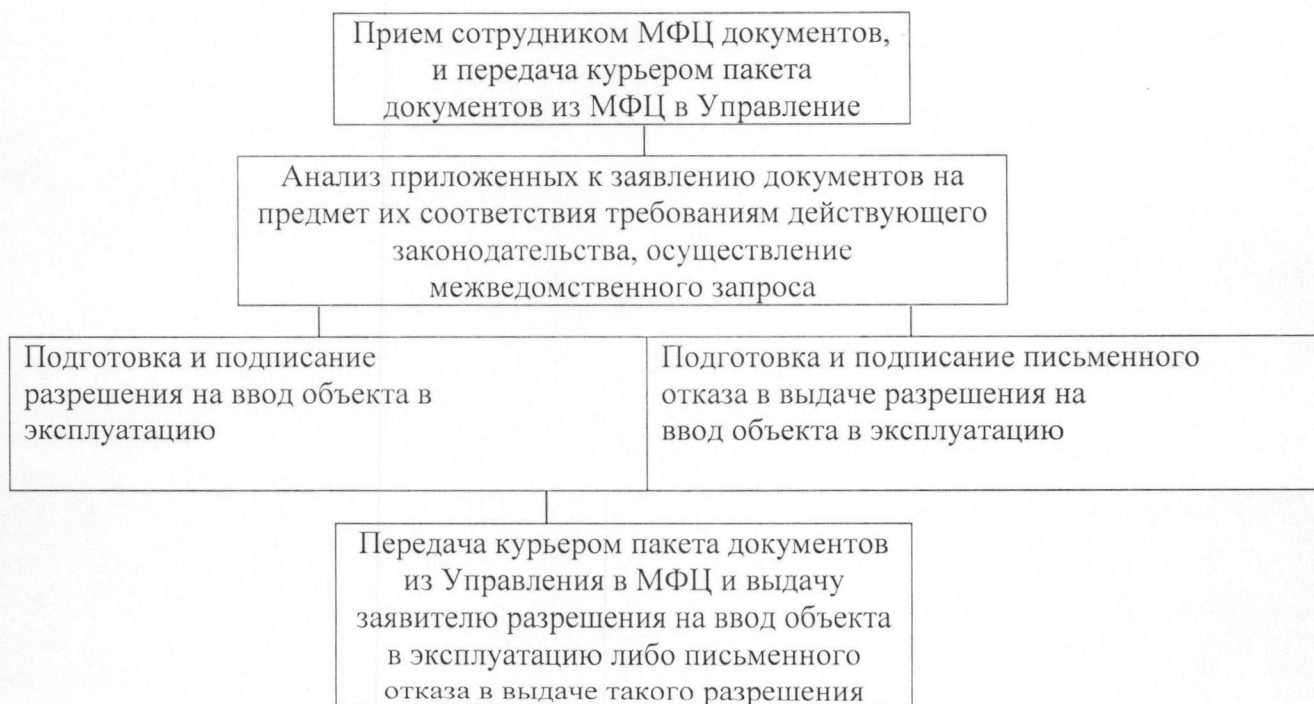 Прием сотрудником МФЦ документов,
и передача курьером пакета
документов из МФЦ в Управление
Анализ приложенных к заявлению документов на
предмет их соответствия требованиям действующего
законодательства, осуществление
межведомственного запроса
Подготовка и подписание
разрешения на ввод объекта в
эксплуатацию
Подготовка и подписание письменного
отказа в выдаче разрешения на
ввод объекта в эксплуатацию
Передача курьером пакета документов
из Управления в МФЦ и выдачу
заявителю разрешения на ввод объекта
в эксплуатацию либо письменного
отказа в выдаче такого разрешения